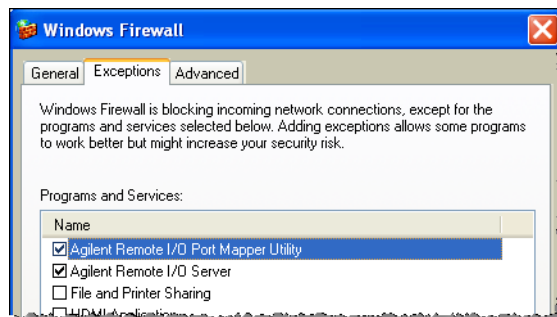 Windows Firewall
General Exceptions Advanced
Windows Firewall is blocking incoming network connections, except for the
programs and services selected below. Adding exceptions allows some programs
to work better but might increase your security risk.
Programs and Services:
Name
Agilent Remote I/O Port Mapper Utility
Agilent Remote I/O Server
File and Printer Sharing